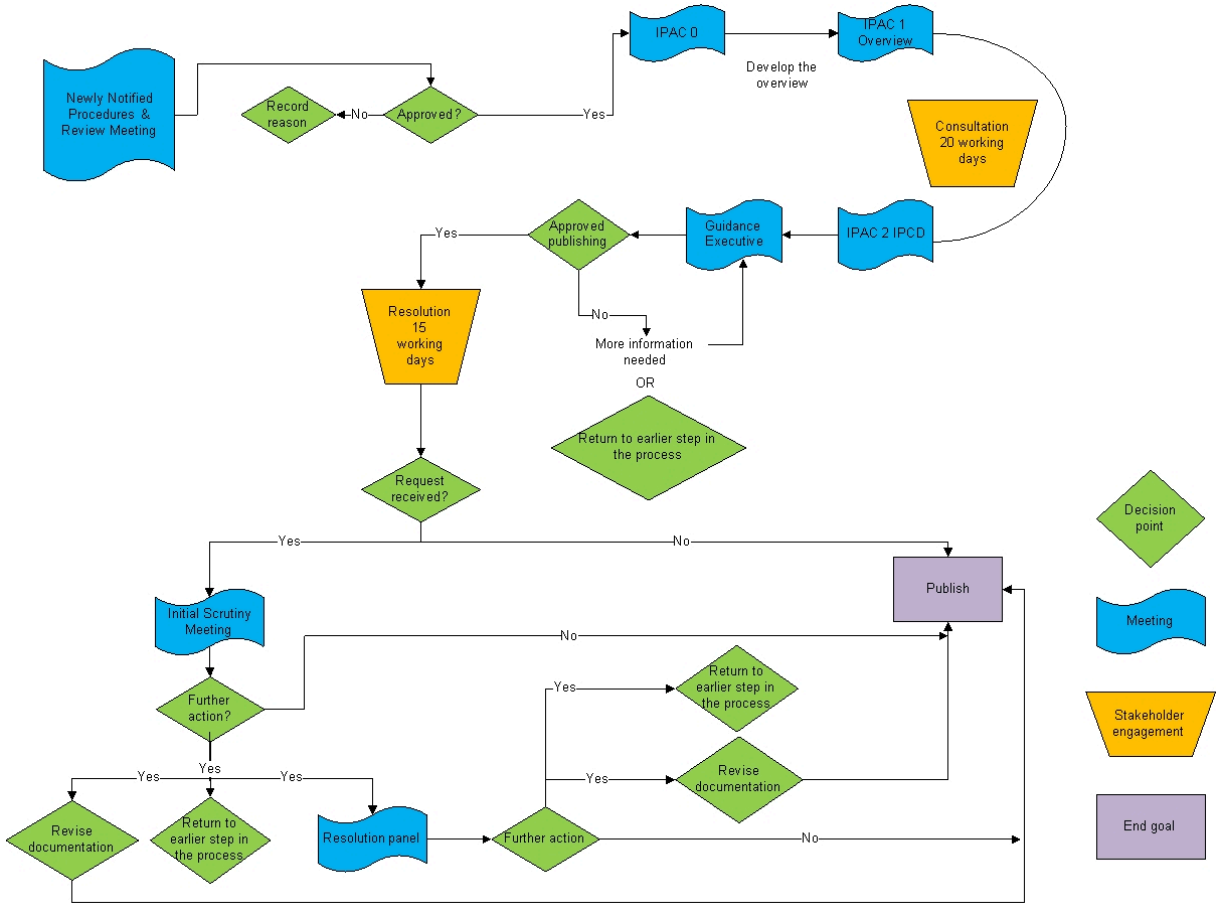 IPAC 0
IPAC 1
Overview
Develop the
overview
Newly Notified
Procedures &
Review Meeting
Record
reason
No
Approved?
Yes
Consultation
20 working
days
Yes
Approved
publishing
Guidance
Executive
IPAC 2 IPCD
Resolution
15
working
days
No
More information
needed
OR
Return to earlier step in
the process
Request
received?
Yes
No
Publish
Decision
point
Initial Scrutiny
Meeting
Meeting
No
Further
action?
Yes
Return to
earlier step in
the process
Stakeholder
engagement
Yes
Yes
Yes
Yes
Revise
documentation
Revise
documentation
Return to
earlier step in
the process
Resolution panel
Further action
No
End goal